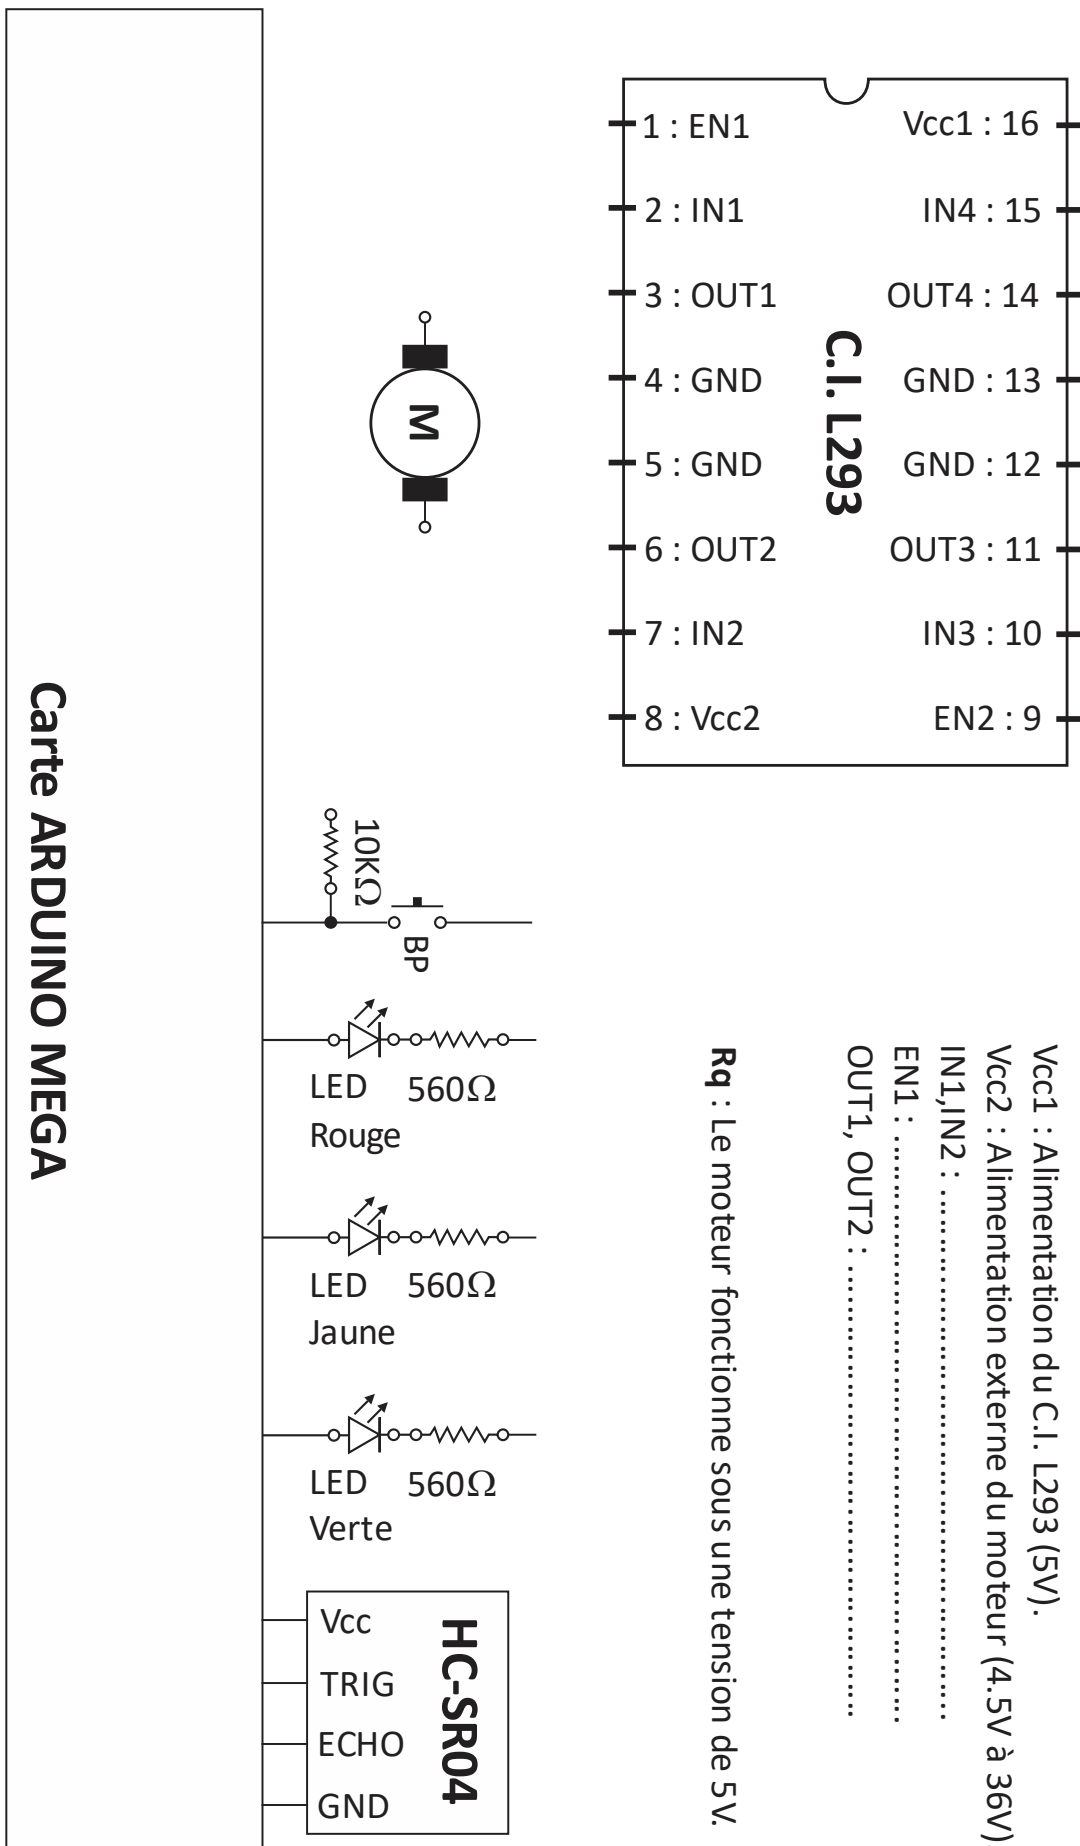 1 : EN1
2 : IN1
3 : OUT1
4 : GND
5 : GND
6 : OUT2
7 : IN2
8 : Vcc2
Vcc1 : 16
IN4 : 15
OUT4 : 14
GND : 13
GND : 12
OUT3 : 11
IN3 : 10
EN2 : 9
C.I. L293
M
10KΩ
BP
LED
Rouge
560Ω
LED
Jaune
560Ω
LED
Verte
560Ω
Vcc
TRIG
ECHO
GND
HC-SR04
Carte ARDUINO MEGA
Vcc1 : Alimentation du C.I. L293 (5V).
Vcc2 : Alimentation externe du moteur (4.5V à 36V)
IN1,IN2 : ......................................................
EN1 : ............................................................
OUT1, OUT2 : ..............................................
Rq : Le moteur fonctionne sous une tension de 5V.